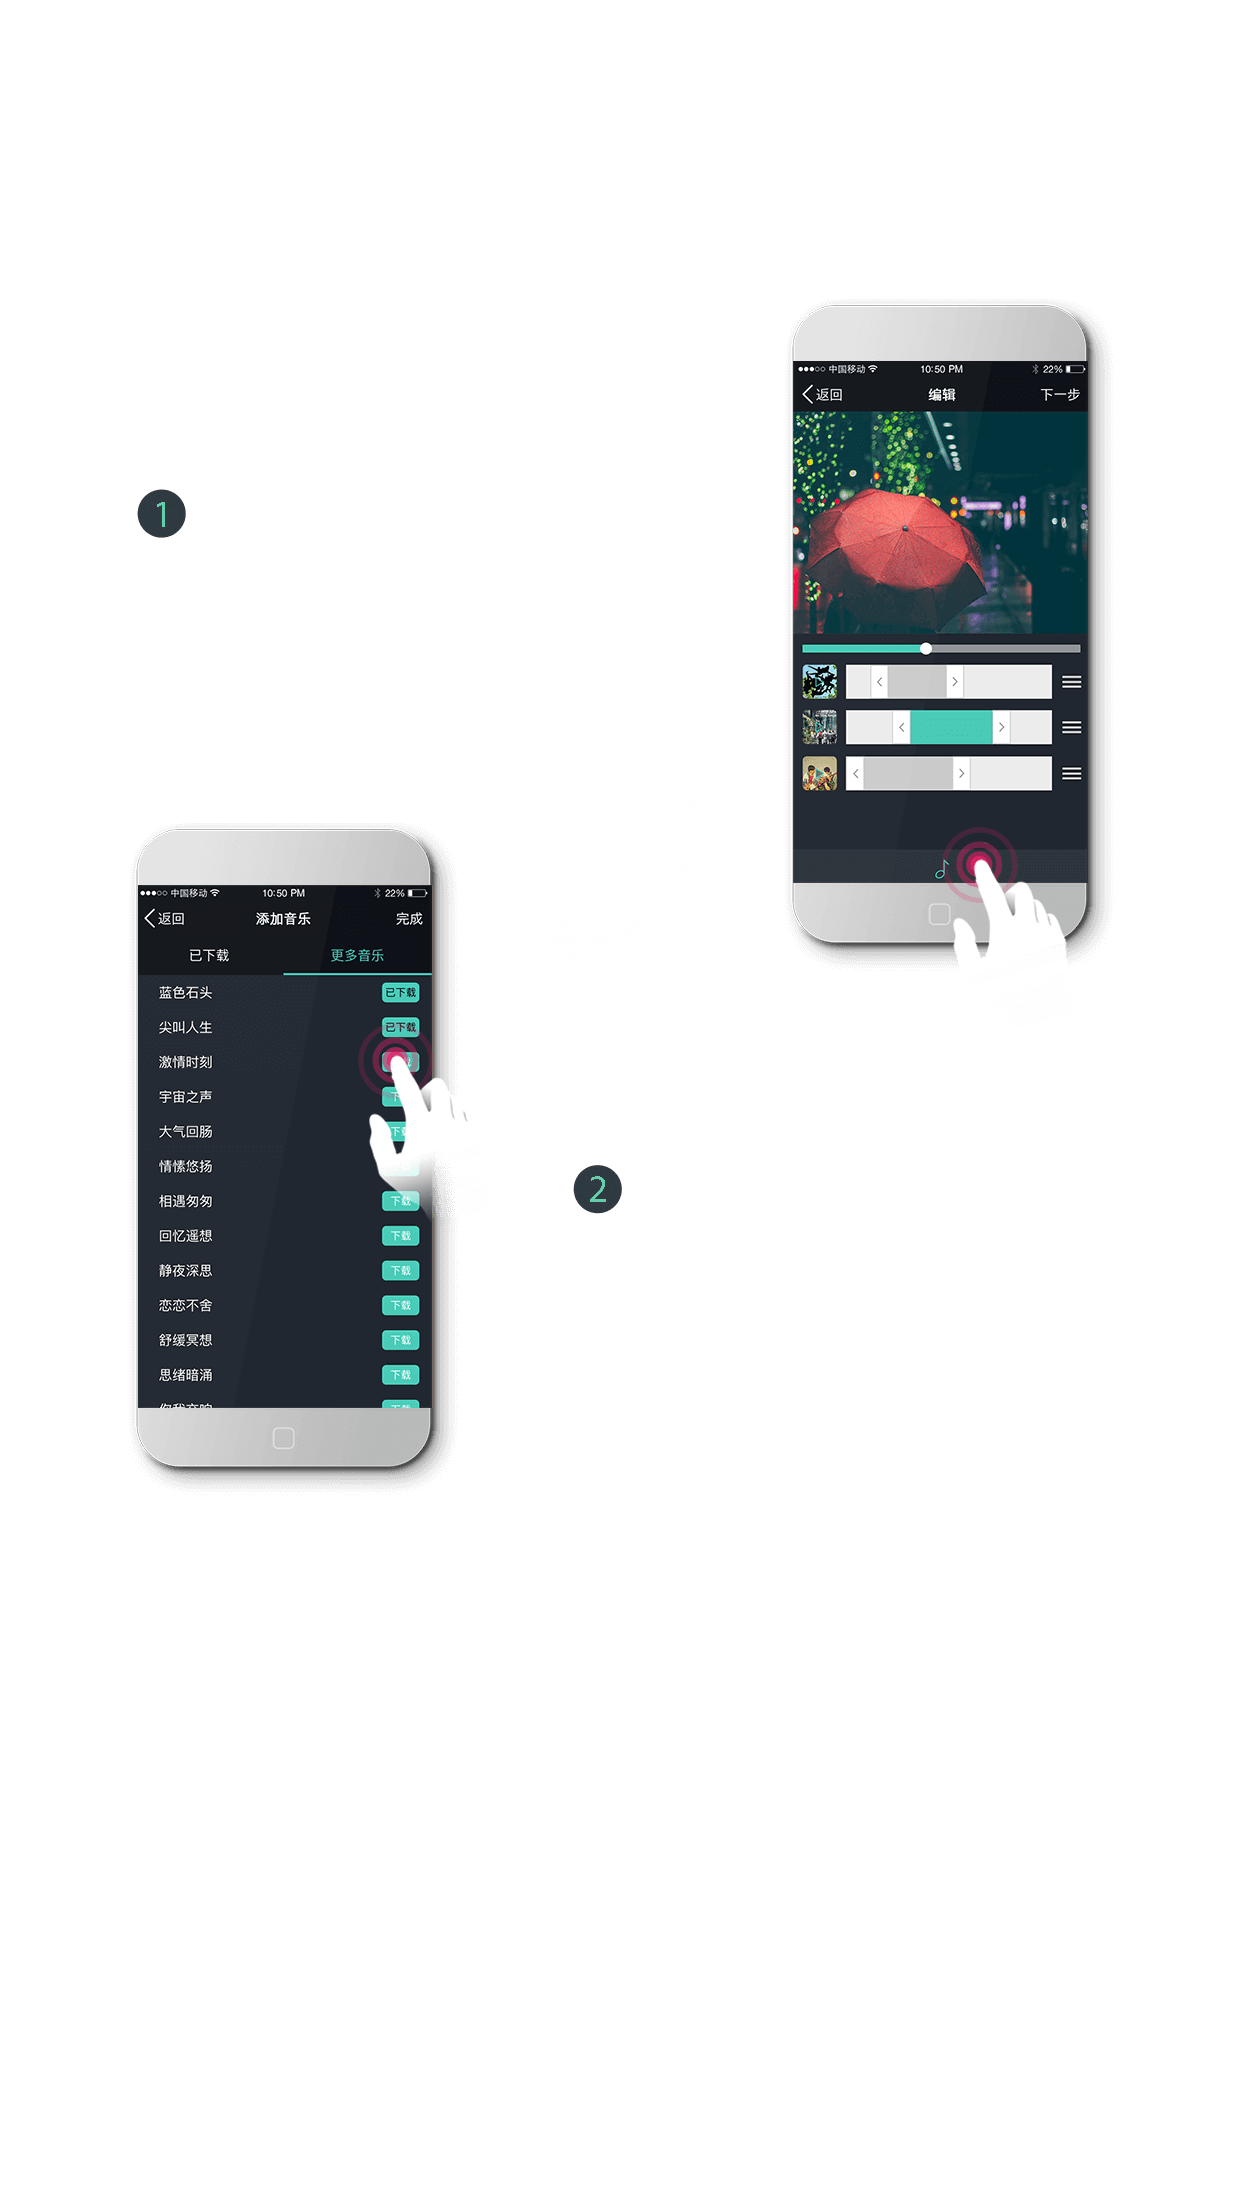 中国移动 10:50 PM 22%
返回 编辑 下一步
1
中国移动 10:50 PM 22%
返回 添加音乐 完成
已下载 更多音乐
蓝色石头 已下载
尖叫人生 已下载
激情时刻
宇宙之声 下
大气回肠 下
情愫悠扬
相遇匆匆 下载
回忆遥想 下载
静夜深思 下载
恋恋不舍 下载
舒缓冥想 下载
思绪暗涌 下载
2